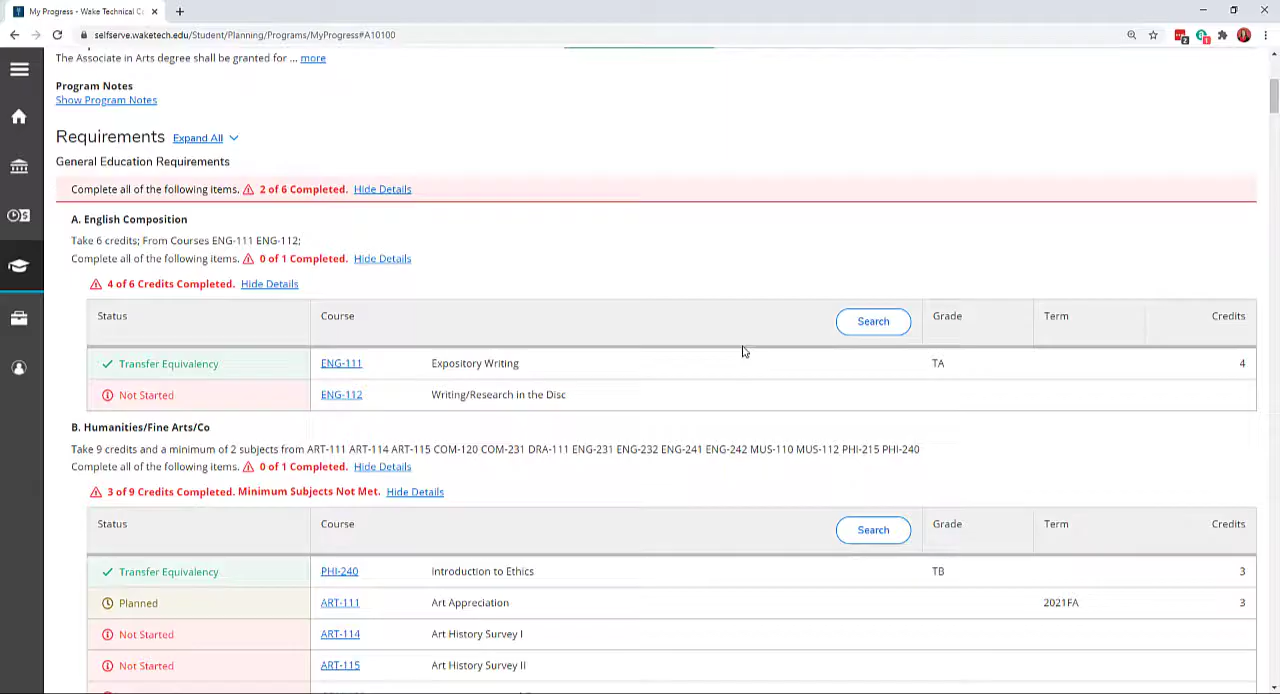 My Progress - Wake Technical C
selfserve.waketech.edu/Student/Planning/Programs/MyProgress#A10100
2
1
The Associate in Arts degree shall be granted for ... more
Program Notes
Show Program Notes
Requirements Expand All
General Education Requirements
Complete all of the following items. 2 of 6 Completed. Hide Details
A. English Composition
Take 6 credits; From Courses ENG-111 ENG-112;
Complete all of the following items. 0 of 1 Completed. Hide Details
4 of 6 Credits Completed. Hide Details
Status Course Search Grade Term Credits
Transfer Equivalency ENG-111 Expository Writing TA 4
Not Started ENG-112 Writing/Research in the Disc
B. Humanities/Fine Arts/Co
Take 9 credits and a minimum of 2 subjects from ART-111 ART-114 ART-115 COM-120 COM-231 DRA-111 ENG-231 ENG-232 ENG-241 ENG-242 MUS-110 MUS-112 PHI-215 PHI-240
Complete all of the following items. 0 of 1 Completed. Hide Details
3 of 9 Credits Completed. Minimum Subjects Not Met. Hide Details
Status Course Search Grade Term Credits
Transfer Equivalency PHI-240 Introduction to Ethics TB 3
Planned ART-111 Art Appreciation 2021FA 3
Not Started ART-114 Art History Survey I
Not Started ART-115 Art History Survey II